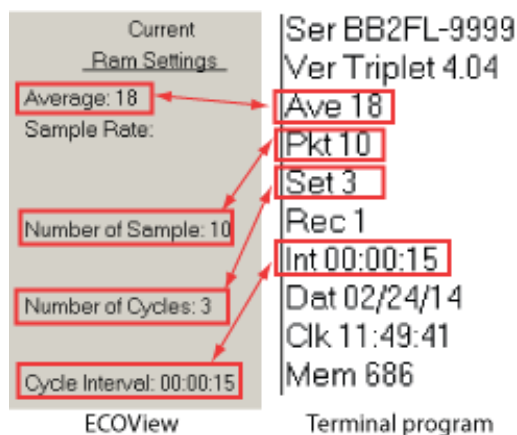 Current
Ram Settings
Average: 18
Sample Rate:
Number of Sample: 10
Number of Cycles: 3
Cycle Interval: 00:00:15
ECOView
Ser BB2FL-9999
Ver Triplet 4.04
Ave 18
Pkt 10
Set 3
Rec 1
Int 00:00:15
Dat 02/24/14
Clk 11:49:41
Mem 686
Terminal program